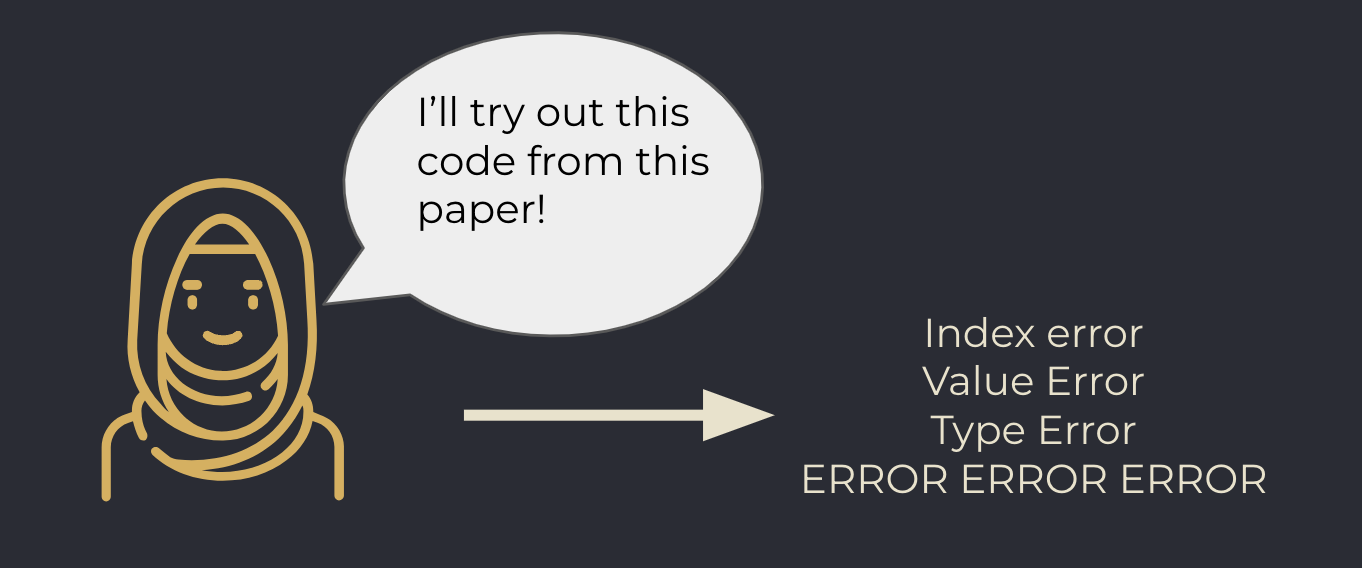 I’ll try out this
code from this
paper!
Index error
Value Error
Type Error
ERROR ERROR ERROR